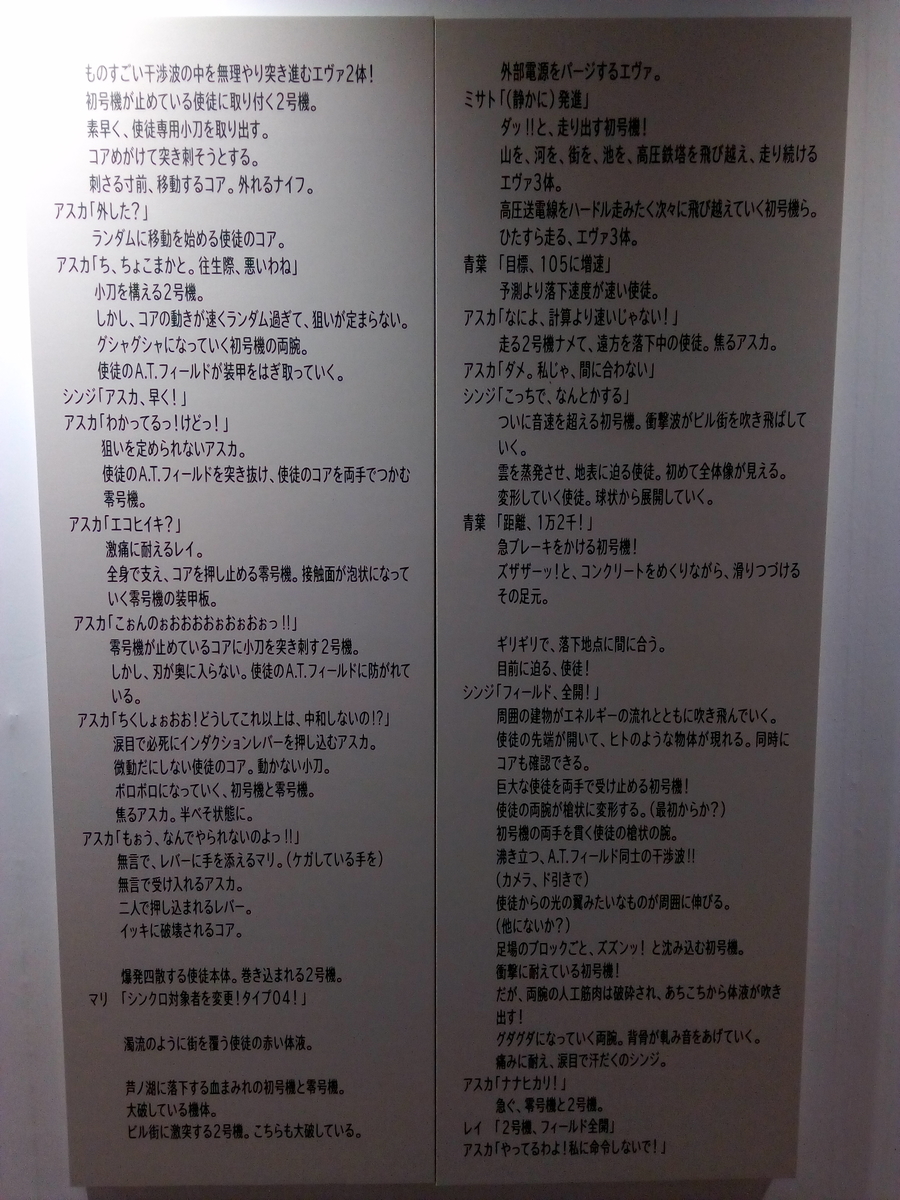 ものすごい干渉波の中を無理やり突き進むエヴァ2体！
初号機が止めている使徒に取り付く2号機。
素早く、使徒専用小刀を取り出す。
コアめがけて突き刺そうとする。
刺さる寸前、移動するコア。外れるナイフ。
アスカ「外した？」
ランダムに移動を始める使徒のコア。
アスカ「ち、ちょこまかと。往生際、悪いわね」
小刀を構える2号機。
しかし、コアの動きが速くランダム過ぎて、狙いが定まらない。
グシャグシャになっていく初号機の両腕。
使徒のA.T.フィールドが装甲をはぎ取っていく。
シンジ「アスカ、早く！」
アスカ「わかってるっ！けどっ！」
狙いを定められないアスカ。
使徒のA.T.フィールドを突き抜け、使徒のコアを両手でつかむ
零号機。
アスカ「エコヒイキ？」
激痛に耐えるレイ。
全身で支え、コアを押し止める零号機。接触面が泡状になって
いく零号機の装甲板。
アスカ「こぉんのぉおおおおぉおぉおぉっ!!」
零号機が止めているコアに小刀を突き刺す2号機。
しかし、刃が奥に入らない。使徒のA.T.フィールドに防がれて
いる。
アスカ「ちくしょぉおお！どうしてこれ以上は、中和しないの!?」
涙目で必死にインダクションレバーを押し込むアスカ。
微動だにしない使徒のコア。動かない小刀。
ボロボロになっていく、初号機と零号機。
焦るアスカ。半べそ状態に。
アスカ「もぉう、なんでやられないのよっ!!」
無言で、レバーに手を添えるマリ。（ケガしている手を）
無言で受け入れるアスカ。
二人で押し込まれるレバー。
イッキに破壊されるコア。
爆発四散する使徒本体。巻き込まれる2号機。
マリ　「シンクロ対象者を変更！タイプ04！」
濁流のように街を覆う使徒の赤い体液。
芦ノ湖に落下する血まみれの初号機と零号機。
大破している機体。
ビル街に激突する2号機。こちらも大破している。
外部電源をパージするエヴァ。
ミサト「（静かに）発進」
ダッ!!と、走り出す初号機！
山を、河を、街を、池を、高圧鉄塔を飛び越え、走り続ける
エヴァ3体。
高圧送電線をハードル走みたく次々に飛び越えていく初号機ら。
ひたすら走る、エヴァ3体。
青葉　「目標、105に増速」
予測より落下速度が速い使徒。
アスカ「なによ、計算より速いじゃない！」
走る2号機ナメて、遠方を落下中の使徒。焦るアスカ。
アスカ「ダメ。私じゃ、間に合わない」
シンジ「こっちで、なんとかする」
ついに音速を超える初号機。衝撃波がビル街を吹き飛ばして
いく。
雲を蒸発させ、地表に迫る使徒。初めて全体像が見える。
変形していく使徒。球状から展開していく。
青葉　「距離、1万2千！」
急ブレーキをかける初号機！
ズザザーッ！と、コンクリートをめくりながら、滑りつづける
その足元。
ギリギリで、落下地点に間に合う。
目前に迫る、使徒！
シンジ「フィールド、全開！」
周囲の建物がエネルギーの流れとともに吹き飛んでいく。
使徒の先端が開いて、ヒトのような物体が現れる。同時に
コアも確認できる。
巨大な使徒を両手で受け止める初号機！
使徒の両腕が槍状に変形する。（最初からか？）
初号機の両手を貫く使徒の槍状の腕。
沸き立つ、A.T.フィールド同士の干渉波!!
（カメラ、ド引きで）
使徒からの光の翼みたいなものが周囲に伸びる。
（他にないか？）
足場のブロックごと、ズズンッ！と沈み込む初号機。
衝撃に耐えている初号機！
だが、両腕の人工筋肉は破砕され、あちこちから体液が吹き
出す！
グダグダになっていく両腕。背骨が軋み音をあげていく。
痛みに耐え、涙目で汗だくのシンジ。
アスカ「ナナヒカリ！」
急ぐ、零号機と2号機。
レイ　「2号機、フィールド全開」
アスカ「やってるわよ！私に命令しないで！」